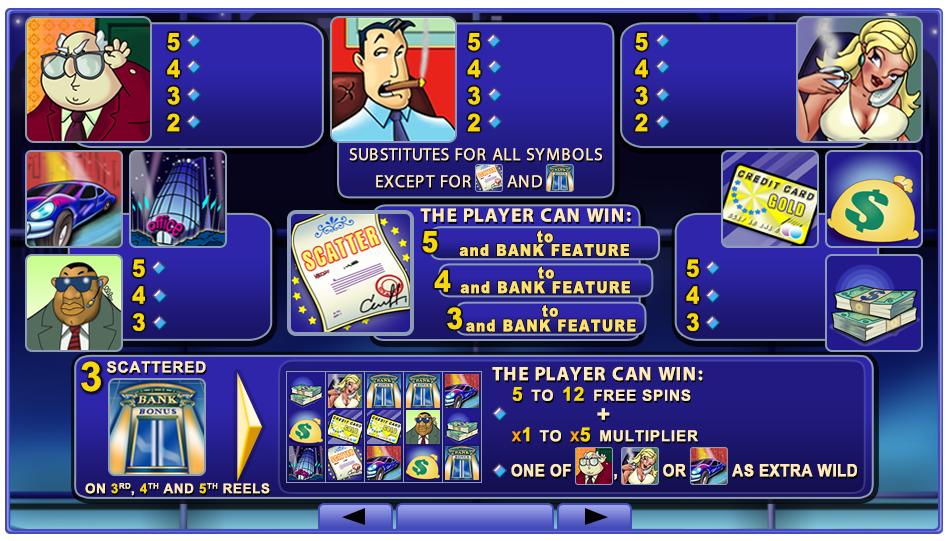 5
4
3
2
5
4
3
2
5
4
3
2
SUBSTITUTES FOR ALL SYMBOLS
EXCEPT FOR AND
office
CREDIT CARD
GOLD
$
SCATTER
THE PLAYER CAN WIN:
5 to
and BANK FEATURE
4 to
and BANK FEATURE
3 to
and BANK FEATURE
5
4
3
5
4
3
3 SCATTERED
BANK
BONUS
ON 3RD, 4TH AND 5TH REELS
THE PLAYER CAN WIN:
5 TO 12 FREE SPINS
+
x1 TO x5 MULTIPLIER
ONE OF , OR AS EXTRA WILD